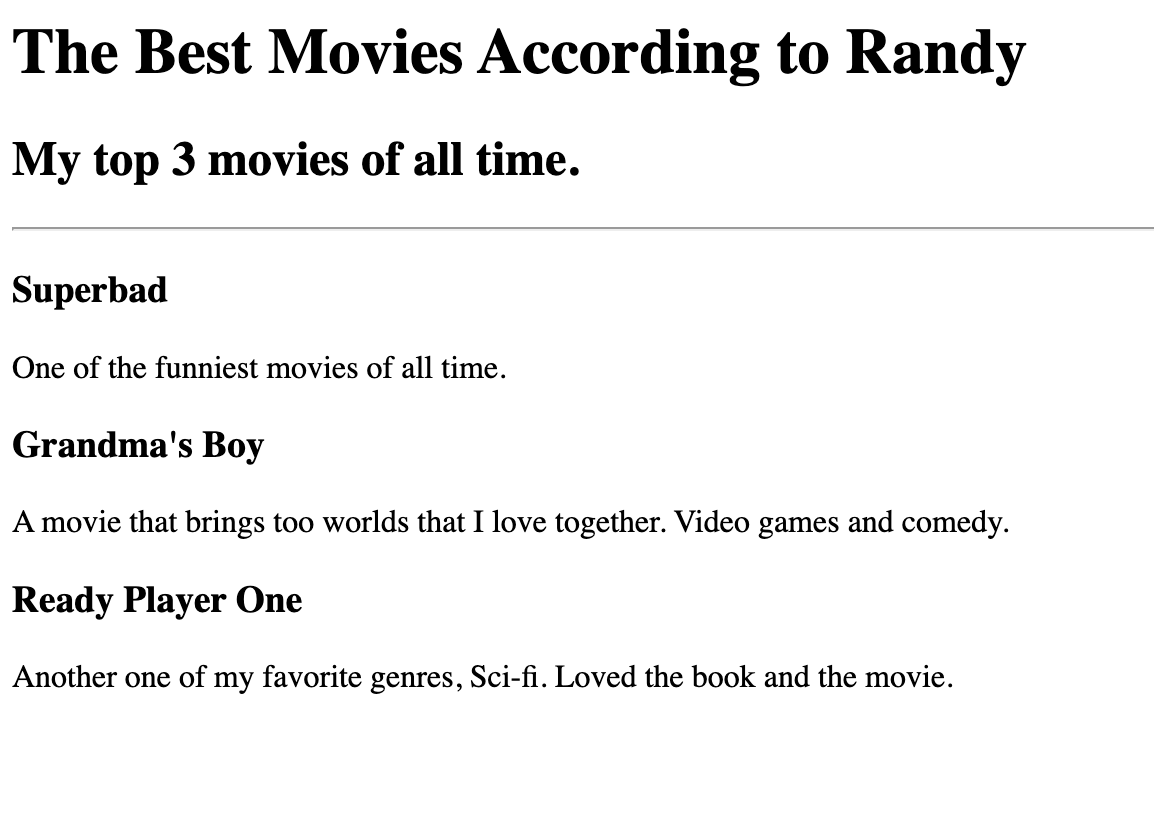 The Best Movies According to Randy
My top 3 movies of all time.
Superbad
One of the funniest movies of all time.
Grandma's Boy
A movie that brings too worlds that I love together. Video games and comedy.
Ready Player One
Another one of my favorite genres, Sci-fi. Loved the book and the movie.